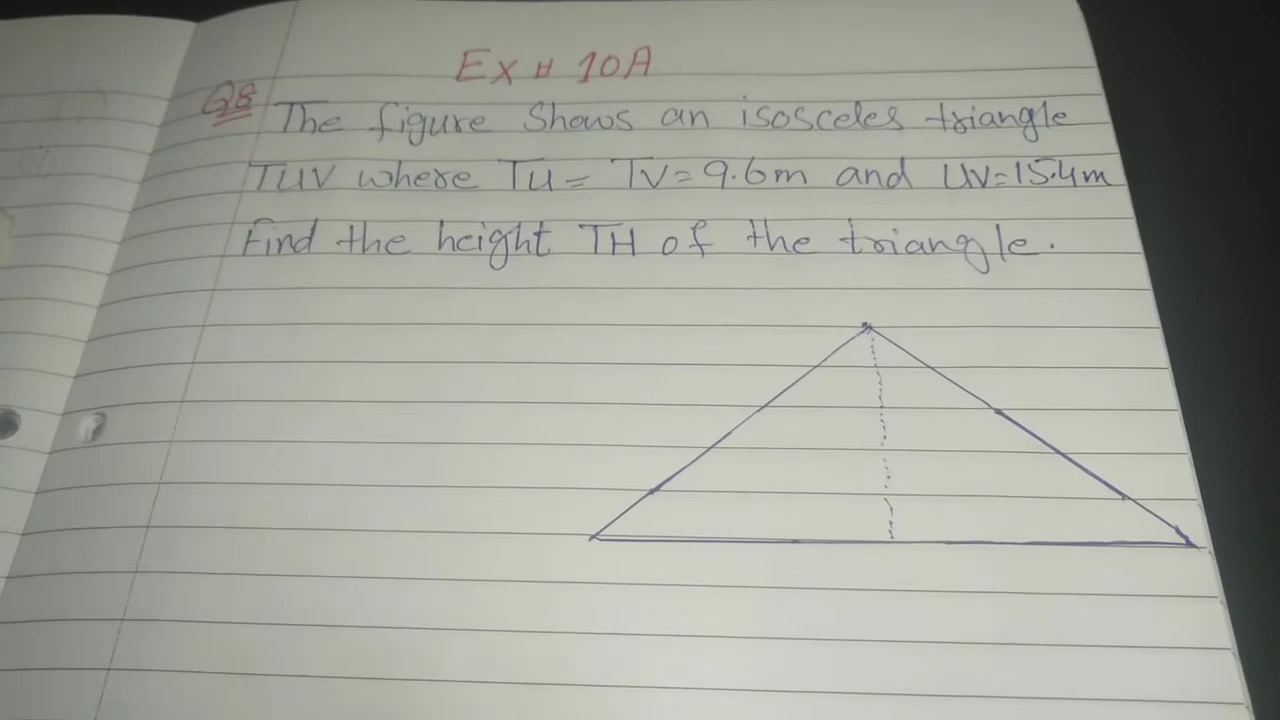 Ex # 10A
Q8 The figure Shows an isosceles triangle
TUV where TU = TV = 9.6m and UV=15.4m
Find the height TH of the triangle.